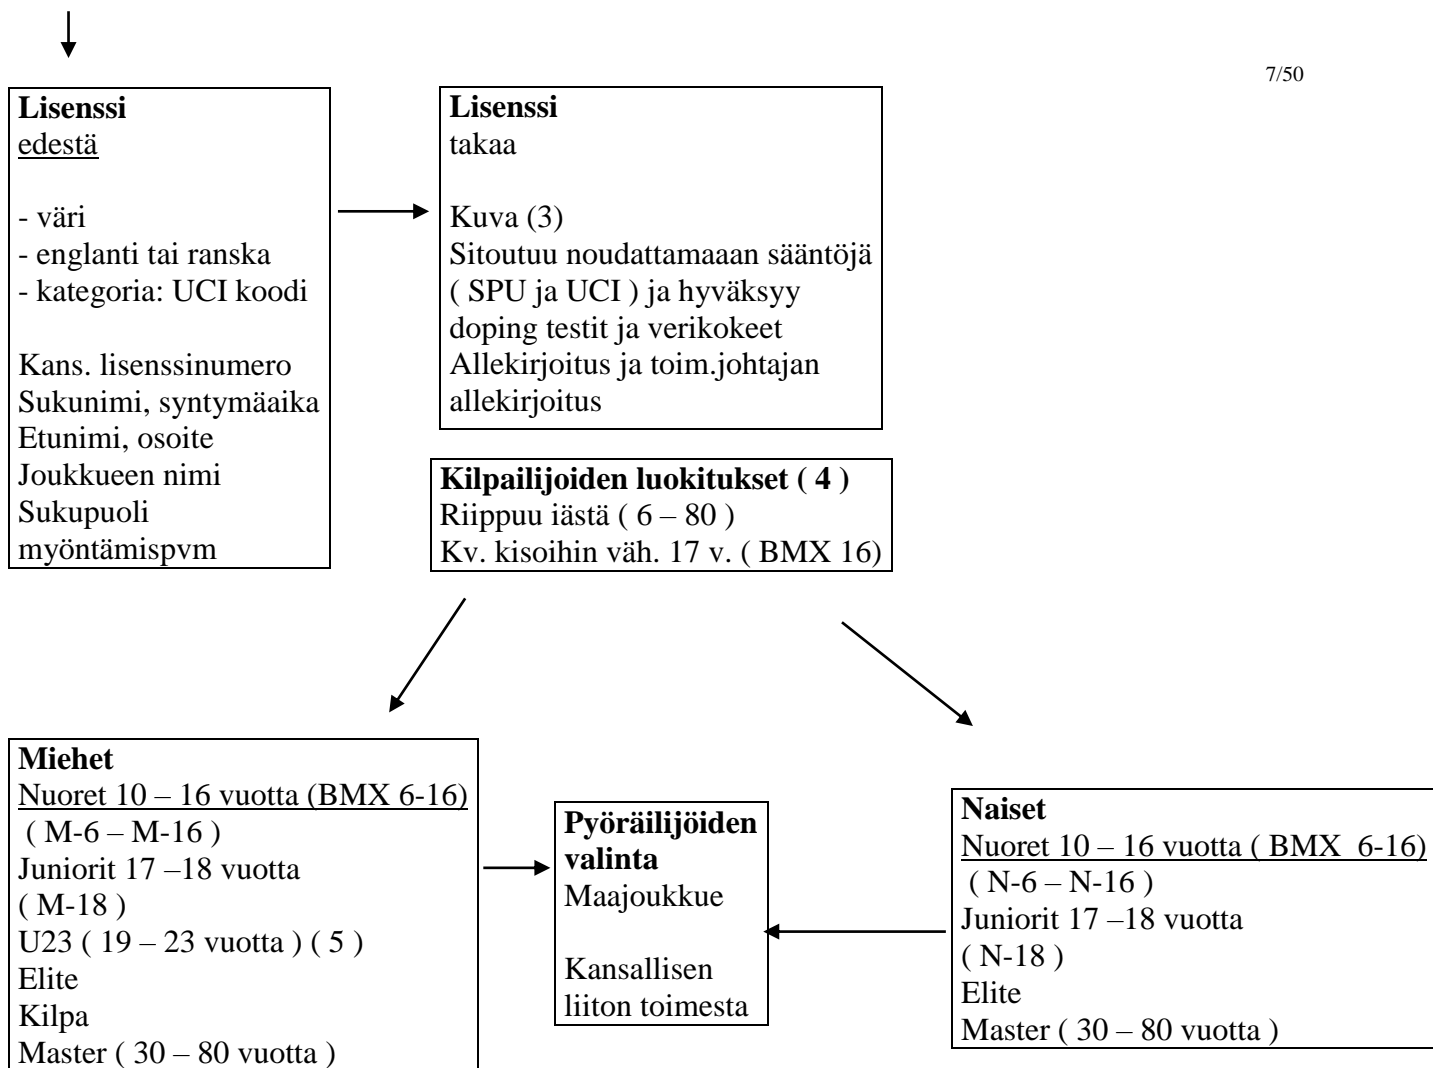 7/50
Lisenssi
edestä
- väri
- englanti tai ranska
- kategoria: UCI koodi
Kans. lisenssinumero
Sukunimi, syntymäaika
Etunimi, osoite
Joukkueen nimi
Sukupuoli
myöntämispvm
Lisenssi
takaa
Kuva (3)
Sitoutuu noudattamaaan sääntöjä
( SPU ja UCI ) ja hyväksyy
doping testit ja verikokeet
Allekirjoitus ja toim.johtajan
allekirjoitus
Kilpailijoiden luokitukset ( 4 )
Riippuu iästä ( 6 – 80 )
Kv. kisoihin väh. 17 v. ( BMX 16)
Miehet
Nuoret 10 – 16 vuotta (BMX 6-16)
( M-6 – M-16 )
Juniorit 17 –18 vuotta
( M-18 )
U23 ( 19 – 23 vuotta ) ( 5 )
Elite
Kilpa
Master ( 30 – 80 vuotta )
Pyöräilijöiden
valinta
Maajoukkue
Kansallisen
liiton toimesta
Naiset
Nuoret 10 – 16 vuotta ( BMX  6-16)
( N-6 – N-16 )
Juniorit 17 –18 vuotta
( N-18 )
Elite
Master ( 30 – 80 vuotta )